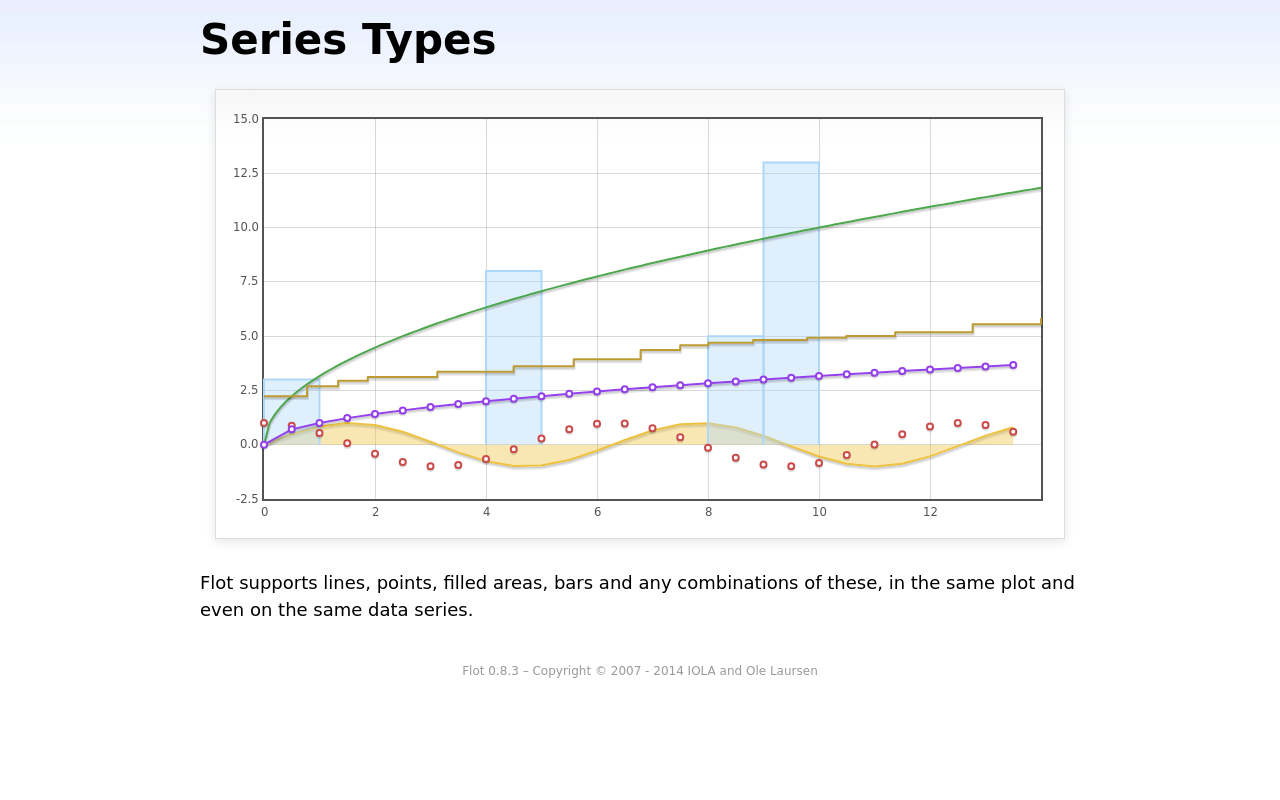 Series Types
15.0
12.5
10.0
7.5
5.0
2.5
0.0
-2.5
0 2 4 6 8 10 12
Flot supports lines, points, filled areas, bars and any combinations of these, in the same plot and
even on the same data series.
Flot 0.8.3 – Copyright © 2007 - 2014 IOLA and Ole Laursen